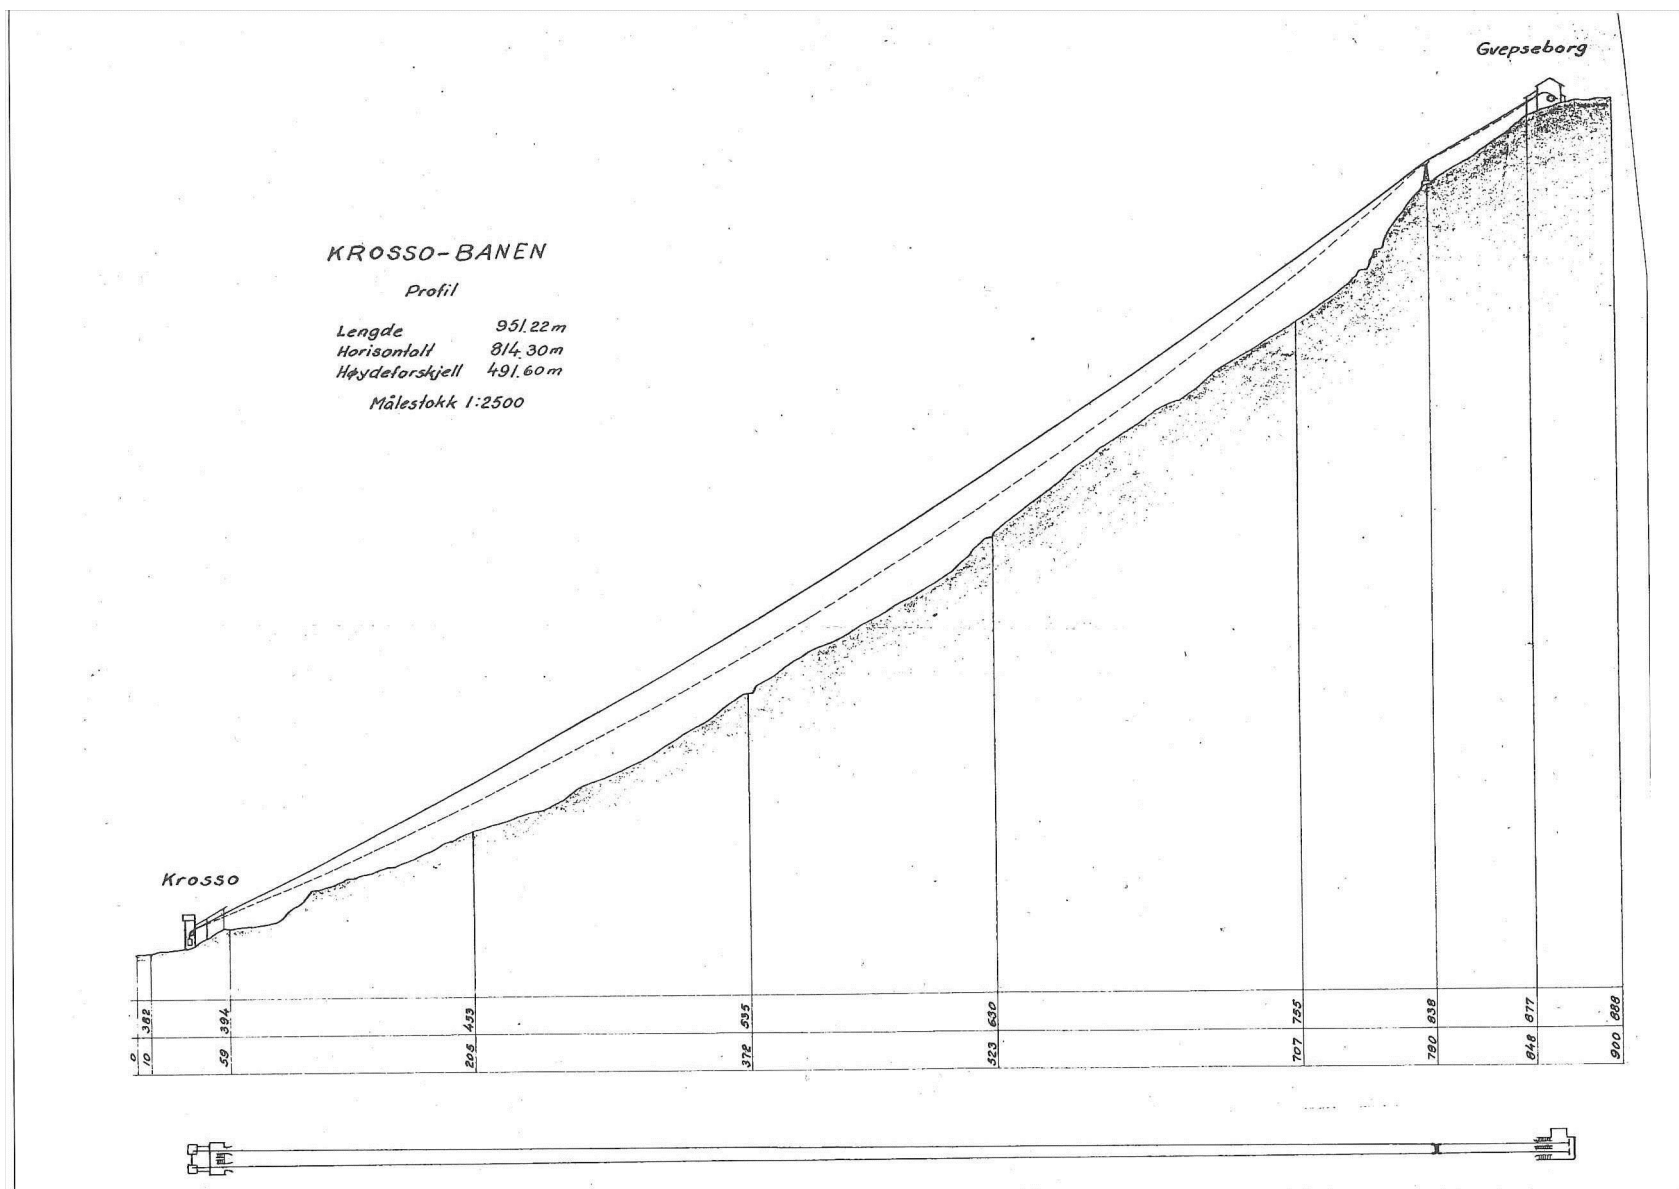 Gvepseborg
KROSSO-BANEN
Profil
Lengde 951.22m
Horisontalt 814.30m
Høydeforskjell 491.60m
Målestokk 1:2500
Krosso
382 394 433 535 630 755 838 877 888
0 10 59 205 372 523 707 780 848 900